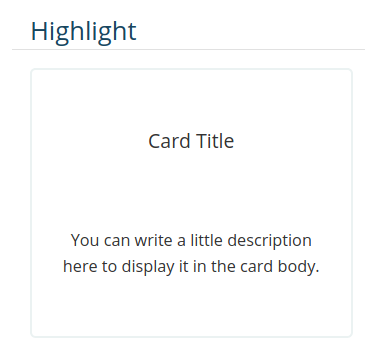 Highlight
Card Title
You can write a little description
here to display it in the card body.